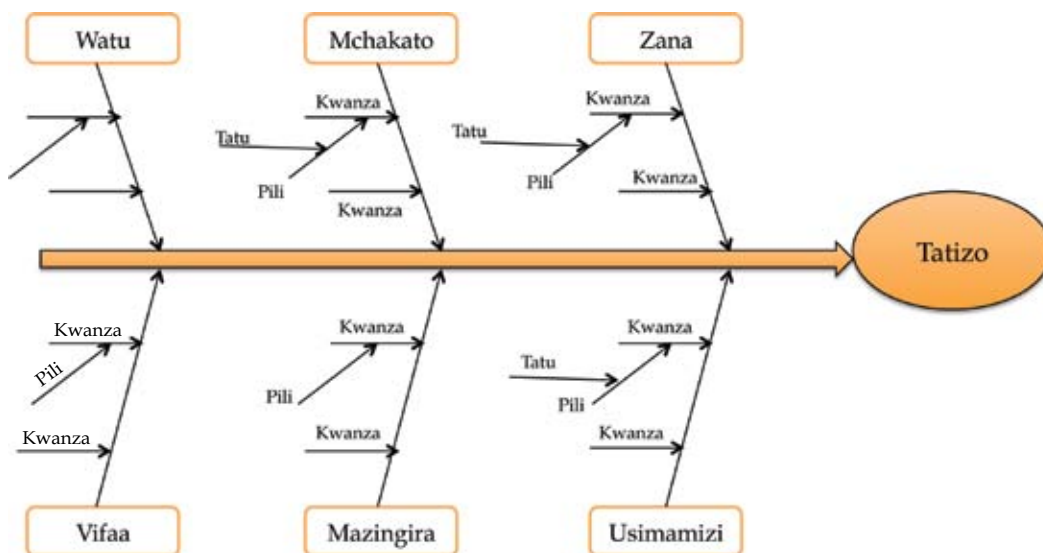 Watu
Mchakato
Zana
Kwanza
Tatu
Pili
Kwanza
Kwanza
Tatu
Pili
Kwanza
Tatizo
Kwanza
Pili
Kwanza
Kwanza
Pili
Kwanza
Kwanza
Tatu
Pili
Kwanza
Vifaa
Mazingira
Usimamizi